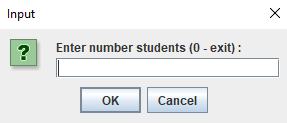 Input
Enter number students (0 - exit) :
OK
Cancel